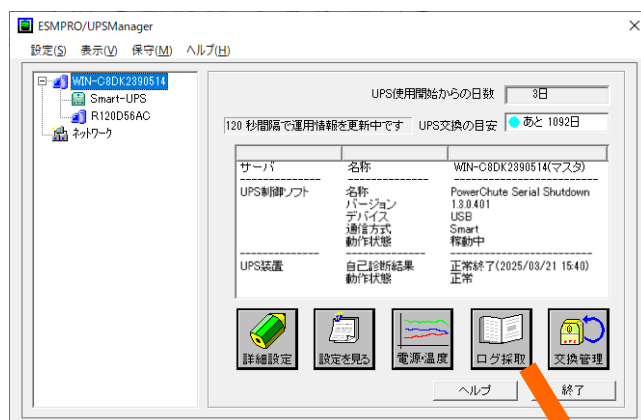 ESMPRO/UPSManager
設定(S) 表示(V) 保守(M) ヘルプ(H)
WIN-C8DK2390514
Smart-UPS
R120D56AC
ネットワーク
UPS使用開始からの日数 3日
120 秒間隔で運用情報を更新中です UPS交換の目安 あと 1092日
サーバ 名称 WIN-C8DK2390514(マスタ)
UPS制御ソフト 名称 PowerChute Serial Shutdown
バージョン 1.3.0.401
デバイス USB
通信方式 Smart
動作状態 稼動中
UPS装置 自己診断結果 正常終了(2025/03/21 15:40)
動作状態 正常
詳細設定 設定を見る 電源・温度 ログ採取 交換管理
ヘルプ 終了